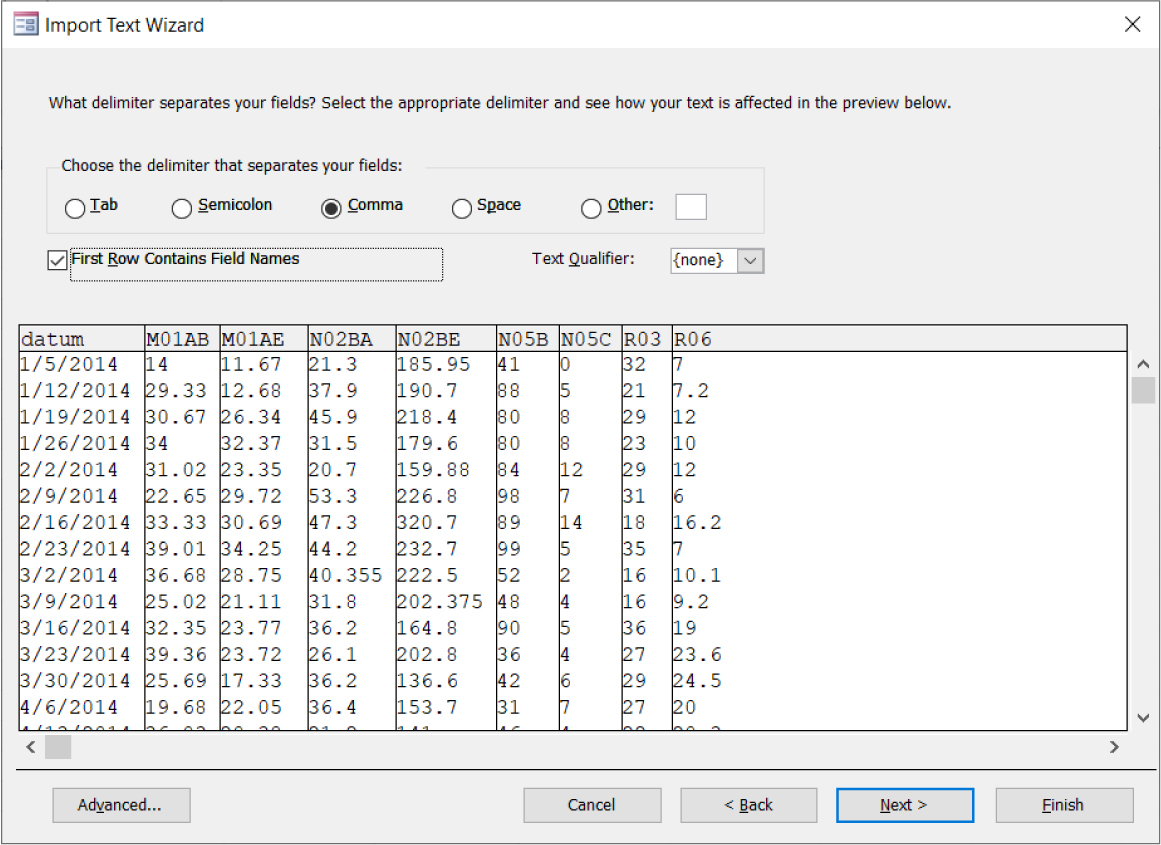 Import Text Wizard
What delimiter separates your fields? Select the appropriate delimiter and see how your text is affected in the preview below.
Choose the delimiter that separates your fields:
Tab Semicolon Comma Space Other:
First Row Contains Field Names Text Qualifier: {none}
datum M01AB M01AE N02BA N02BE N05B N05C R03 R06
1/5/2014 14 11.67 21.3 185.95 41 0 32 7
1/12/2014 29.33 12.68 37.9 190.7 88 5 21 7.2
1/19/2014 30.67 26.34 45.9 218.4 80 8 29 12
1/26/2014 34 32.37 31.5 179.6 80 8 23 10
2/2/2014 31.02 23.35 20.7 159.88 84 12 29 12
2/9/2014 22.65 29.72 53.3 226.8 98 7 31 6
2/16/2014 33.33 30.69 47.3 320.7 89 14 18 16.2
2/23/2014 39.01 34.25 44.2 232.7 99 5 35 7
3/2/2014 36.68 28.75 40.355 222.5 52 2 16 10.1
3/9/2014 25.02 21.11 31.8 202.375 48 4 16 9.2
3/16/2014 32.35 23.77 36.2 164.8 90 5 36 19
3/23/2014 39.36 23.72 26.1 202.8 36 4 27 23.6
3/30/2014 25.69 17.33 36.2 136.6 42 6 29 24.5
4/6/2014 19.68 22.05 36.4 153.7 31 7 27 20
Advanced... Cancel < Back Next > Finish